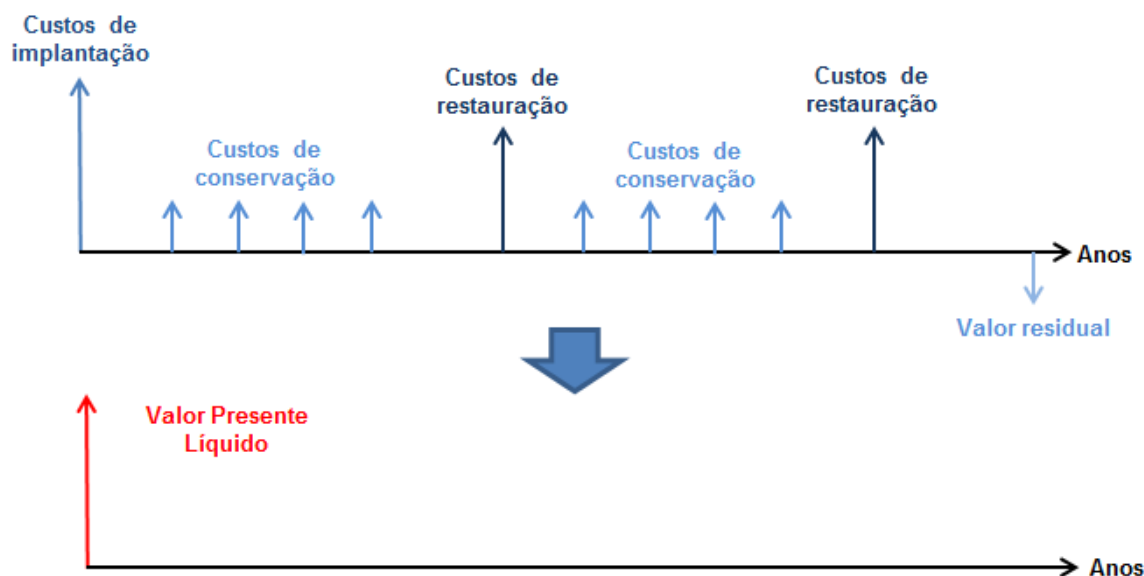 Custos de
implantação
Custos de
restauração
Custos de
restauração
Custos de
conservação
Custos de
conservação
Anos
Valor residual
Valor Presente
Líquido
Anos